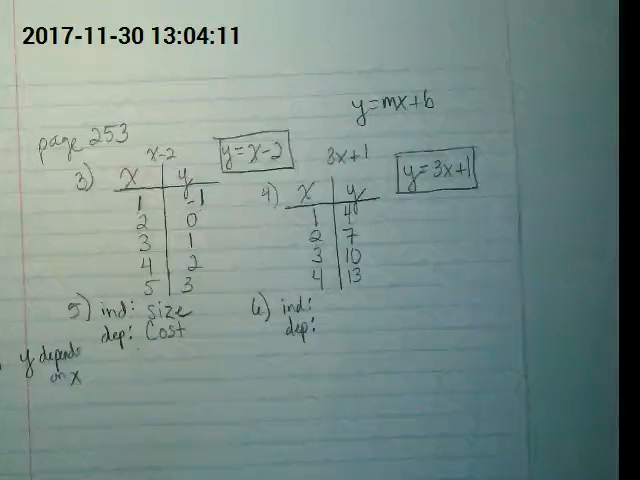 2017-11-30 13:04:11
y=mx+b
page 253
3) x-2 y=x-2
x y
1 -1
2 0
3 1
4 2
5 3
4) 3x+1 y=3x+1
x y
1 4
2 7
3 10
4 13
5) ind: size
dep: Cost
6) ind:
dep:
y depends
on x